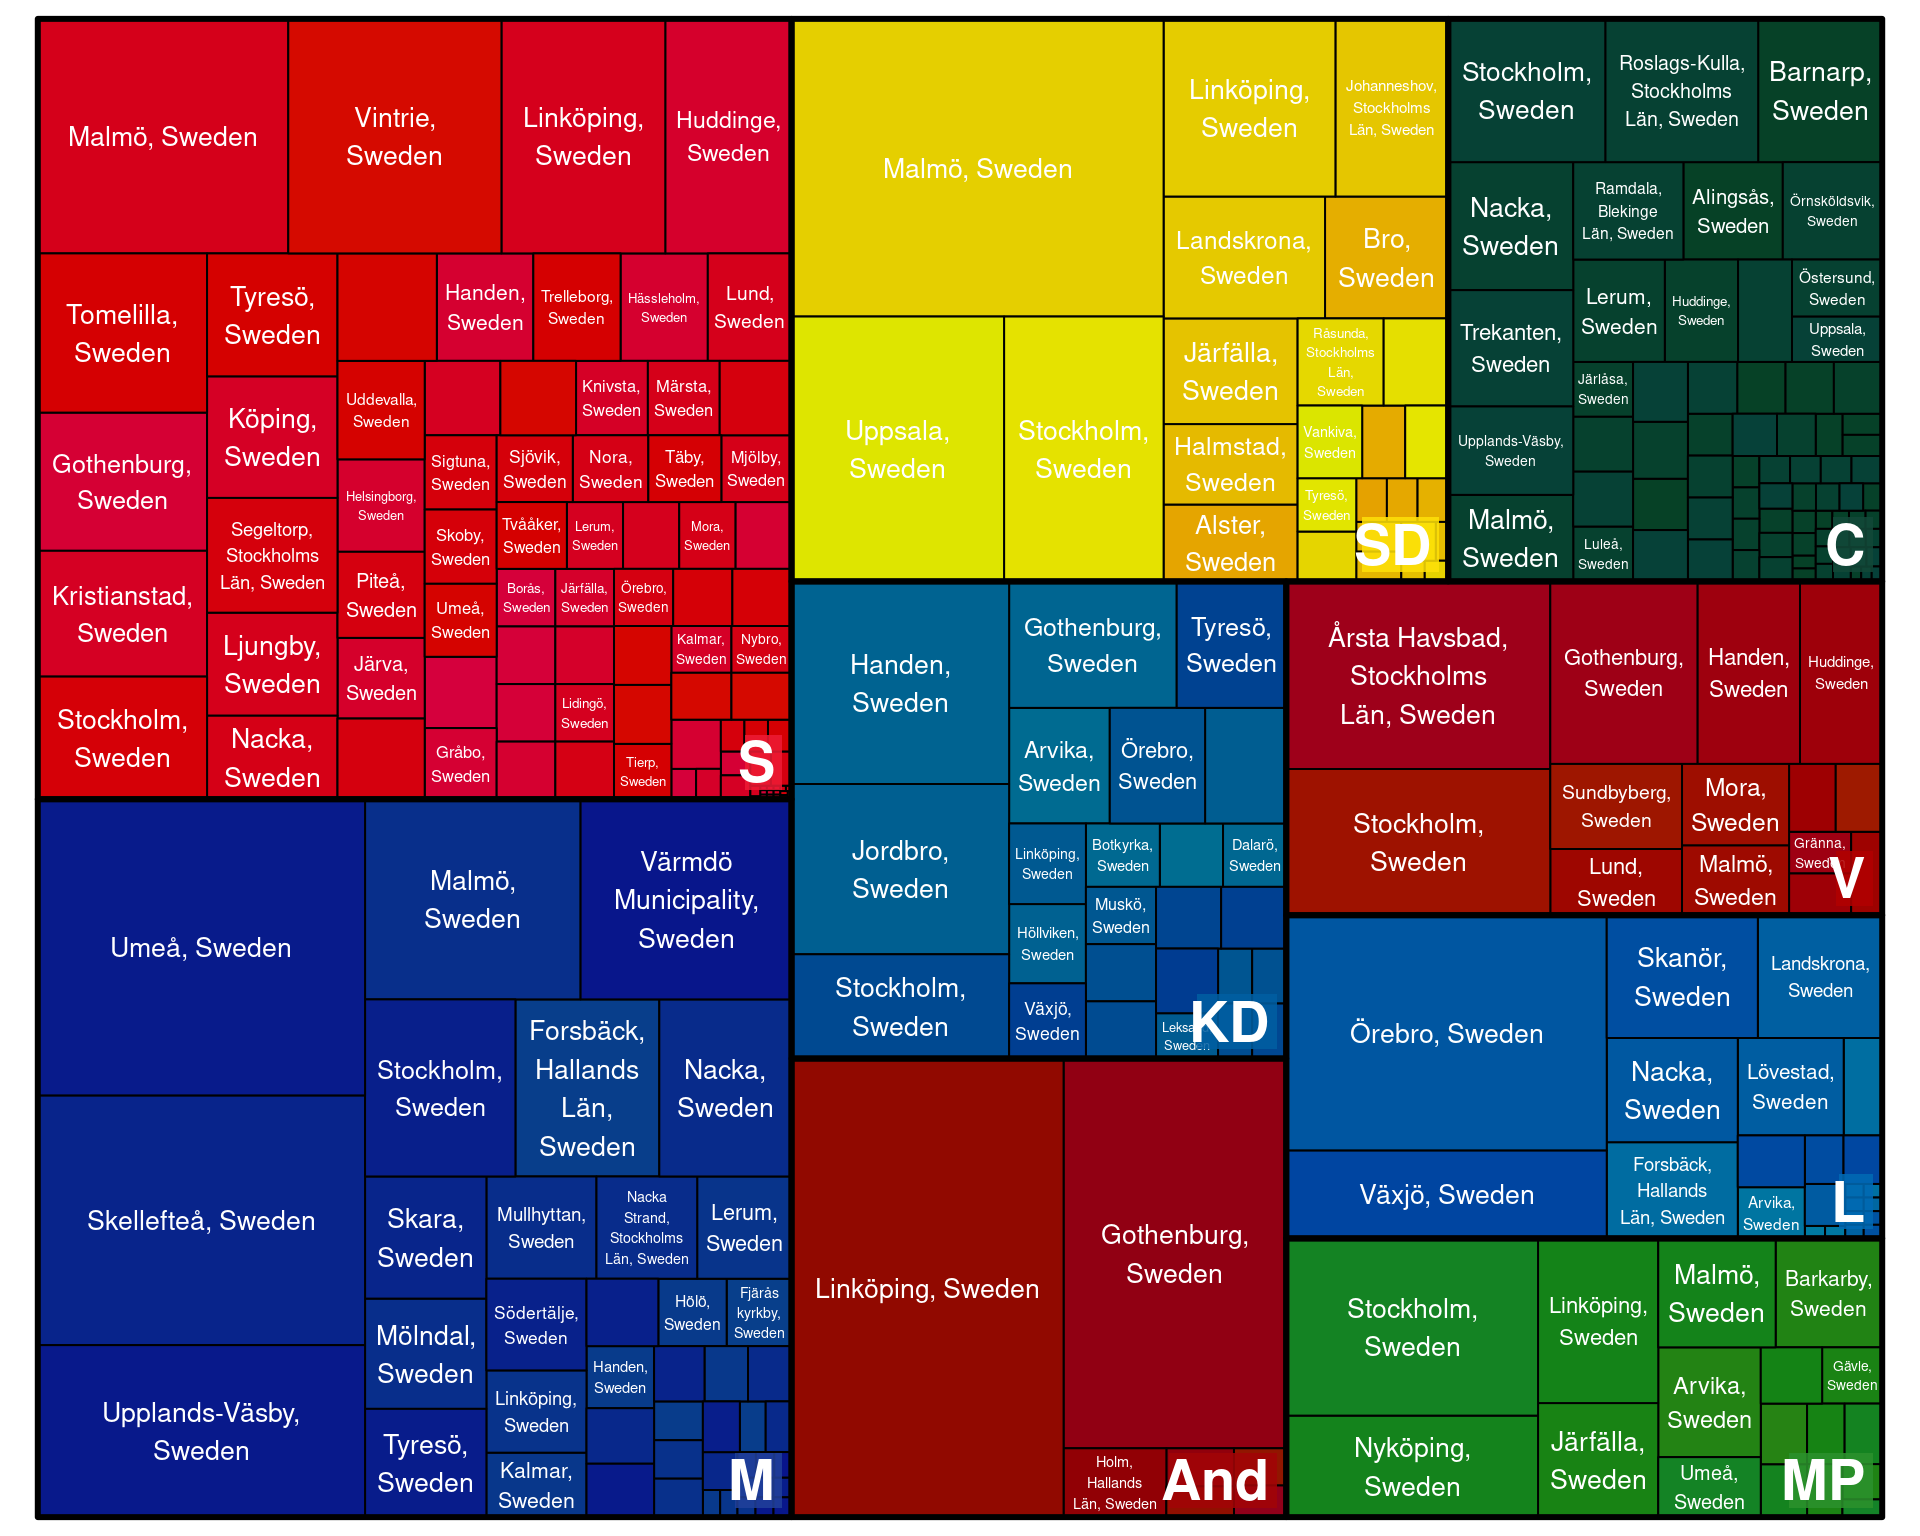 Malmö, Sweden
Vintrie,
Sweden
Linköping,
Sweden
Huddinge,
Sweden
Tomelilla,
Sweden
Tyresö,
Sweden
Handen,
Sweden
Trelleborg,
Sweden
Hässleholm,
Sweden
Lund,
Sweden
Gothenburg,
Sweden
Köping,
Sweden
Uddevalla,
Sweden
Knivsta,
Sweden
Märsta,
Sweden
Helsingborg,
Sweden
Sigtuna,
Sweden
Sjövik,
Sweden
Nora,
Sweden
Täby,
Sweden
Mjölby,
Sweden
Kristianstad,
Sweden
Segeltorp,
Stockholms
Län, Sweden
Skoby,
Sweden
Tvååker,
Sweden
Lerum,
Sweden
Mora,
Sweden
Piteå,
Sweden
Umeå,
Sweden
Borås,
Sweden
Järfälla,
Sweden
Örebro,
Sweden
Ljungby,
Sweden
Järva,
Sweden
Kalmar,
Sweden
Nybro,
Sweden
Stockholm,
Sweden
Nacka,
Sweden
Gråbo,
Sweden
Lidingö,
Sweden
Tierp,
Sweden
S
Malmö, Sweden
Linköping,
Sweden
Johanneshov,
Stockholms
Län, Sweden
Landskrona,
Sweden
Bro,
Sweden
Uppsala,
Sweden
Stockholm,
Sweden
Järfälla,
Sweden
Råsunda,
Stockholms
Län,
Sweden
Halmstad,
Sweden
Vankiva,
Sweden
Alster,
Sweden
Tyresö,
Sweden
SD
Stockholm,
Sweden
Roslags-Kulla,
Stockholms
Län, Sweden
Barnarp,
Sweden
Nacka,
Sweden
Ramdala,
Blekinge
Län, Sweden
Alingsås,
Sweden
Örnsköldsvik,
Sweden
Trekanten,
Sweden
Lerum,
Sweden
Huddinge,
Sweden
Östersund,
Sweden
Uppsala,
Sweden
Upplands-Väsby,
Sweden
Järlåsa,
Sweden
Malmö,
Sweden
Luleå,
Sweden
C
Umeå, Sweden
Malmö,
Sweden
Värmdö
Municipality,
Sweden
Skellefteå, Sweden
Stockholm,
Sweden
Forsbäck,
Hallands
Län,
Sweden
Nacka,
Sweden
Upplands-Väsby,
Sweden
Skara,
Sweden
Mullhyttan,
Sweden
Nacka
Strand,
Stockholms
Län, Sweden
Lerum,
Sweden
Mölndal,
Sweden
Södertälje,
Sweden
Hölö,
Sweden
Fjärås
kyrkby,
Sweden
Tyresö,
Sweden
Linköping,
Sweden
Handen,
Sweden
Kalmar,
Sweden
M
Handen,
Sweden
Gothenburg,
Sweden
Tyresö,
Sweden
Jordbro,
Sweden
Arvika,
Sweden
Örebro,
Sweden
Stockholm,
Sweden
Linköping,
Sweden
Botkyrka,
Sweden
Dalarö,
Sweden
Höllviken,
Sweden
Muskö,
Sweden
Växjö,
Sweden
Sweden
KD
Linköping, Sweden
Gothenburg,
Sweden
Holm,
Hallands
Län, Sweden
And
Årsta Havsbad,
Stockholms
Län, Sweden
Gothenburg,
Sweden
Handen,
Sweden
Huddinge,
Sweden
Stockholm,
Sweden
Sundbyberg,
Sweden
Mora,
Sweden
Lund,
Sweden
Malmö,
Sweden
Gränna,
V
Örebro, Sweden
Skanör,
Sweden
Landskrona,
Sweden
Nacka,
Sweden
Lövestad,
Sweden
Växjö, Sweden
Forsbäck,
Hallands
Län, Sweden
Arvika,
Sweden
L
Stockholm,
Sweden
Linköping,
Sweden
Malmö,
Sweden
Barkarby,
Sweden
Nyköping,
Sweden
Järfälla,
Sweden
Arvika,
Sweden
Gävle,
Sweden
Umeå,
Sweden
MP